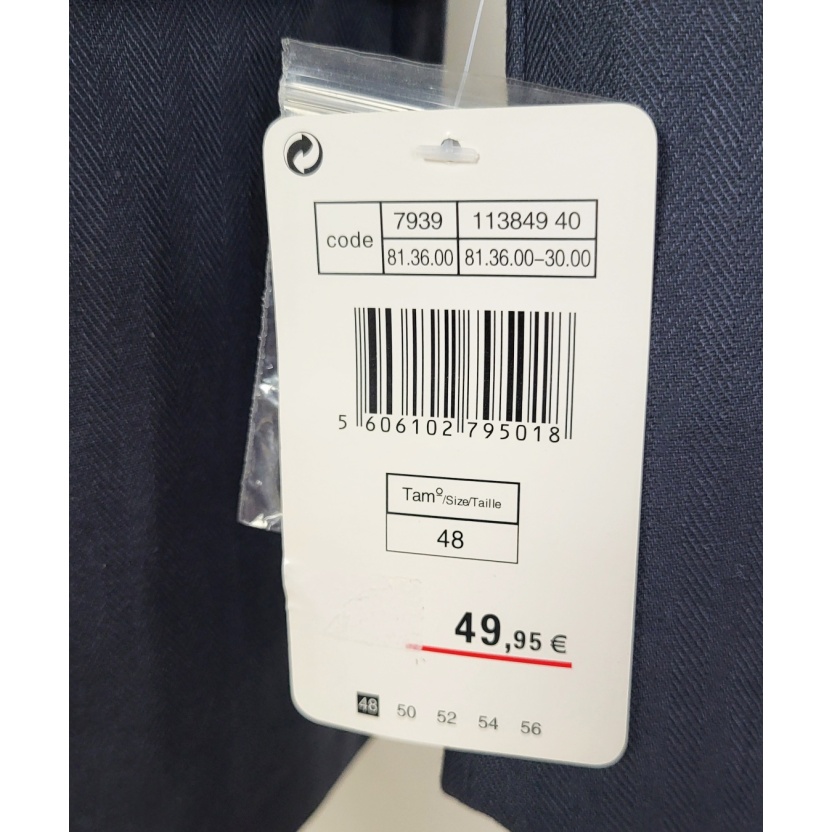 code 7939 113849 40
81.36.00 81.36.00–30.00
5 606102 795018
Tamº/Size/Taille
48
49,95 €
48 50 52 54 56